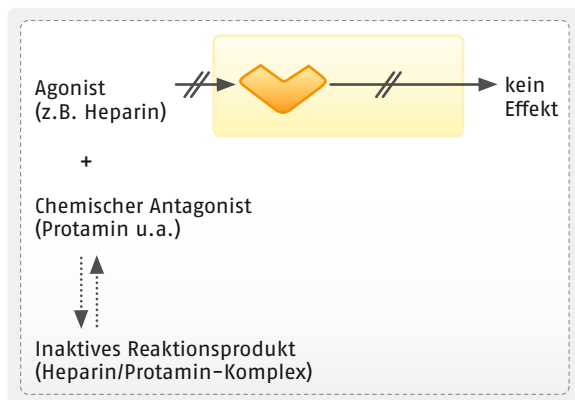 Agonist
(z.B. Heparin)
kein
Effekt
+
Chemischer Antagonist
(Protamin u.a.)
Inaktives Reaktionsprodukt
(Heparin/Protamin-Komplex)